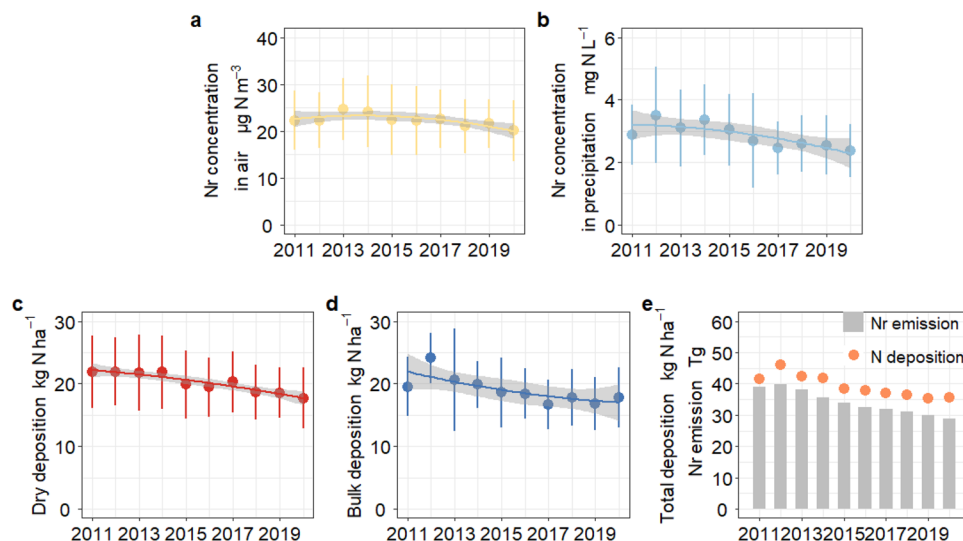 a
Nr concentration
in air µg N m⁻³
40
30
20
10
0
2011 2013 2015 2017 2019
b
Nr concentration
in precipitation mg N L⁻¹
6
4
2
0
2011 2013 2015 2017 2019
c
Dry deposition kg N ha⁻¹
30
20
10
0
2011 2013 2015 2017 2019
d
Bulk deposition kg N ha⁻¹
30
20
10
0
2011 2013 2015 2017 2019
e
Total deposition kg N ha⁻¹
Nr emission Tg
60
50
40
30
20
10
0
Nr emission
N deposition
2011 2013 2015 2017 2019